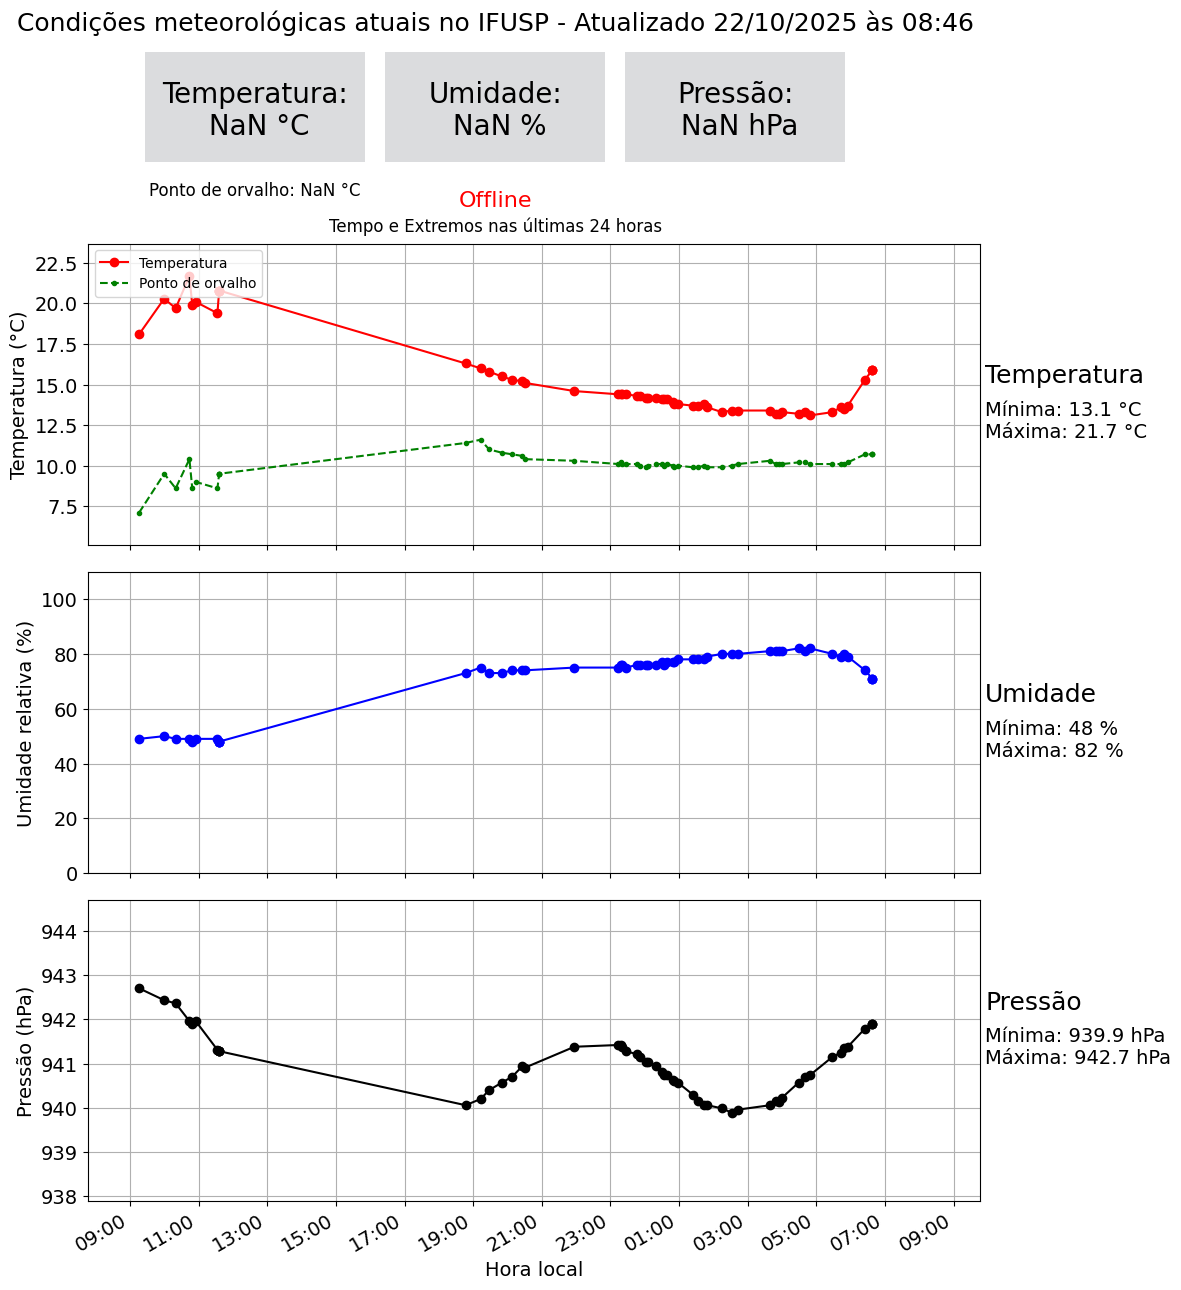 Condições meteorológicas atuais no IFUSP - Atualizado 22/10/2025 às 08:46
Temperatura:
NaN °C
Umidade:
NaN %
Pressão:
NaN hPa
Ponto de orvalho: NaN °C
Offline
Tempo e Extremos nas últimas 24 horas
Temperatura
Ponto de orvalho
Temperatura (°C)
22.5
20.0
17.5
15.0
12.5
10.0
7.5
Temperatura
Mínima: 13.1 °C
Máxima: 21.7 °C
Umidade relativa (%)
100
80
60
40
20
0
Umidade
Mínima: 48 %
Máxima: 82 %
Pressão (hPa)
944
943
942
941
940
939
938
Pressão
Mínima: 939.9 hPa
Máxima: 942.7 hPa
09:00
11:00
13:00
15:00
17:00
19:00
21:00
23:00
01:00
03:00
05:00
07:00
09:00
Hora local